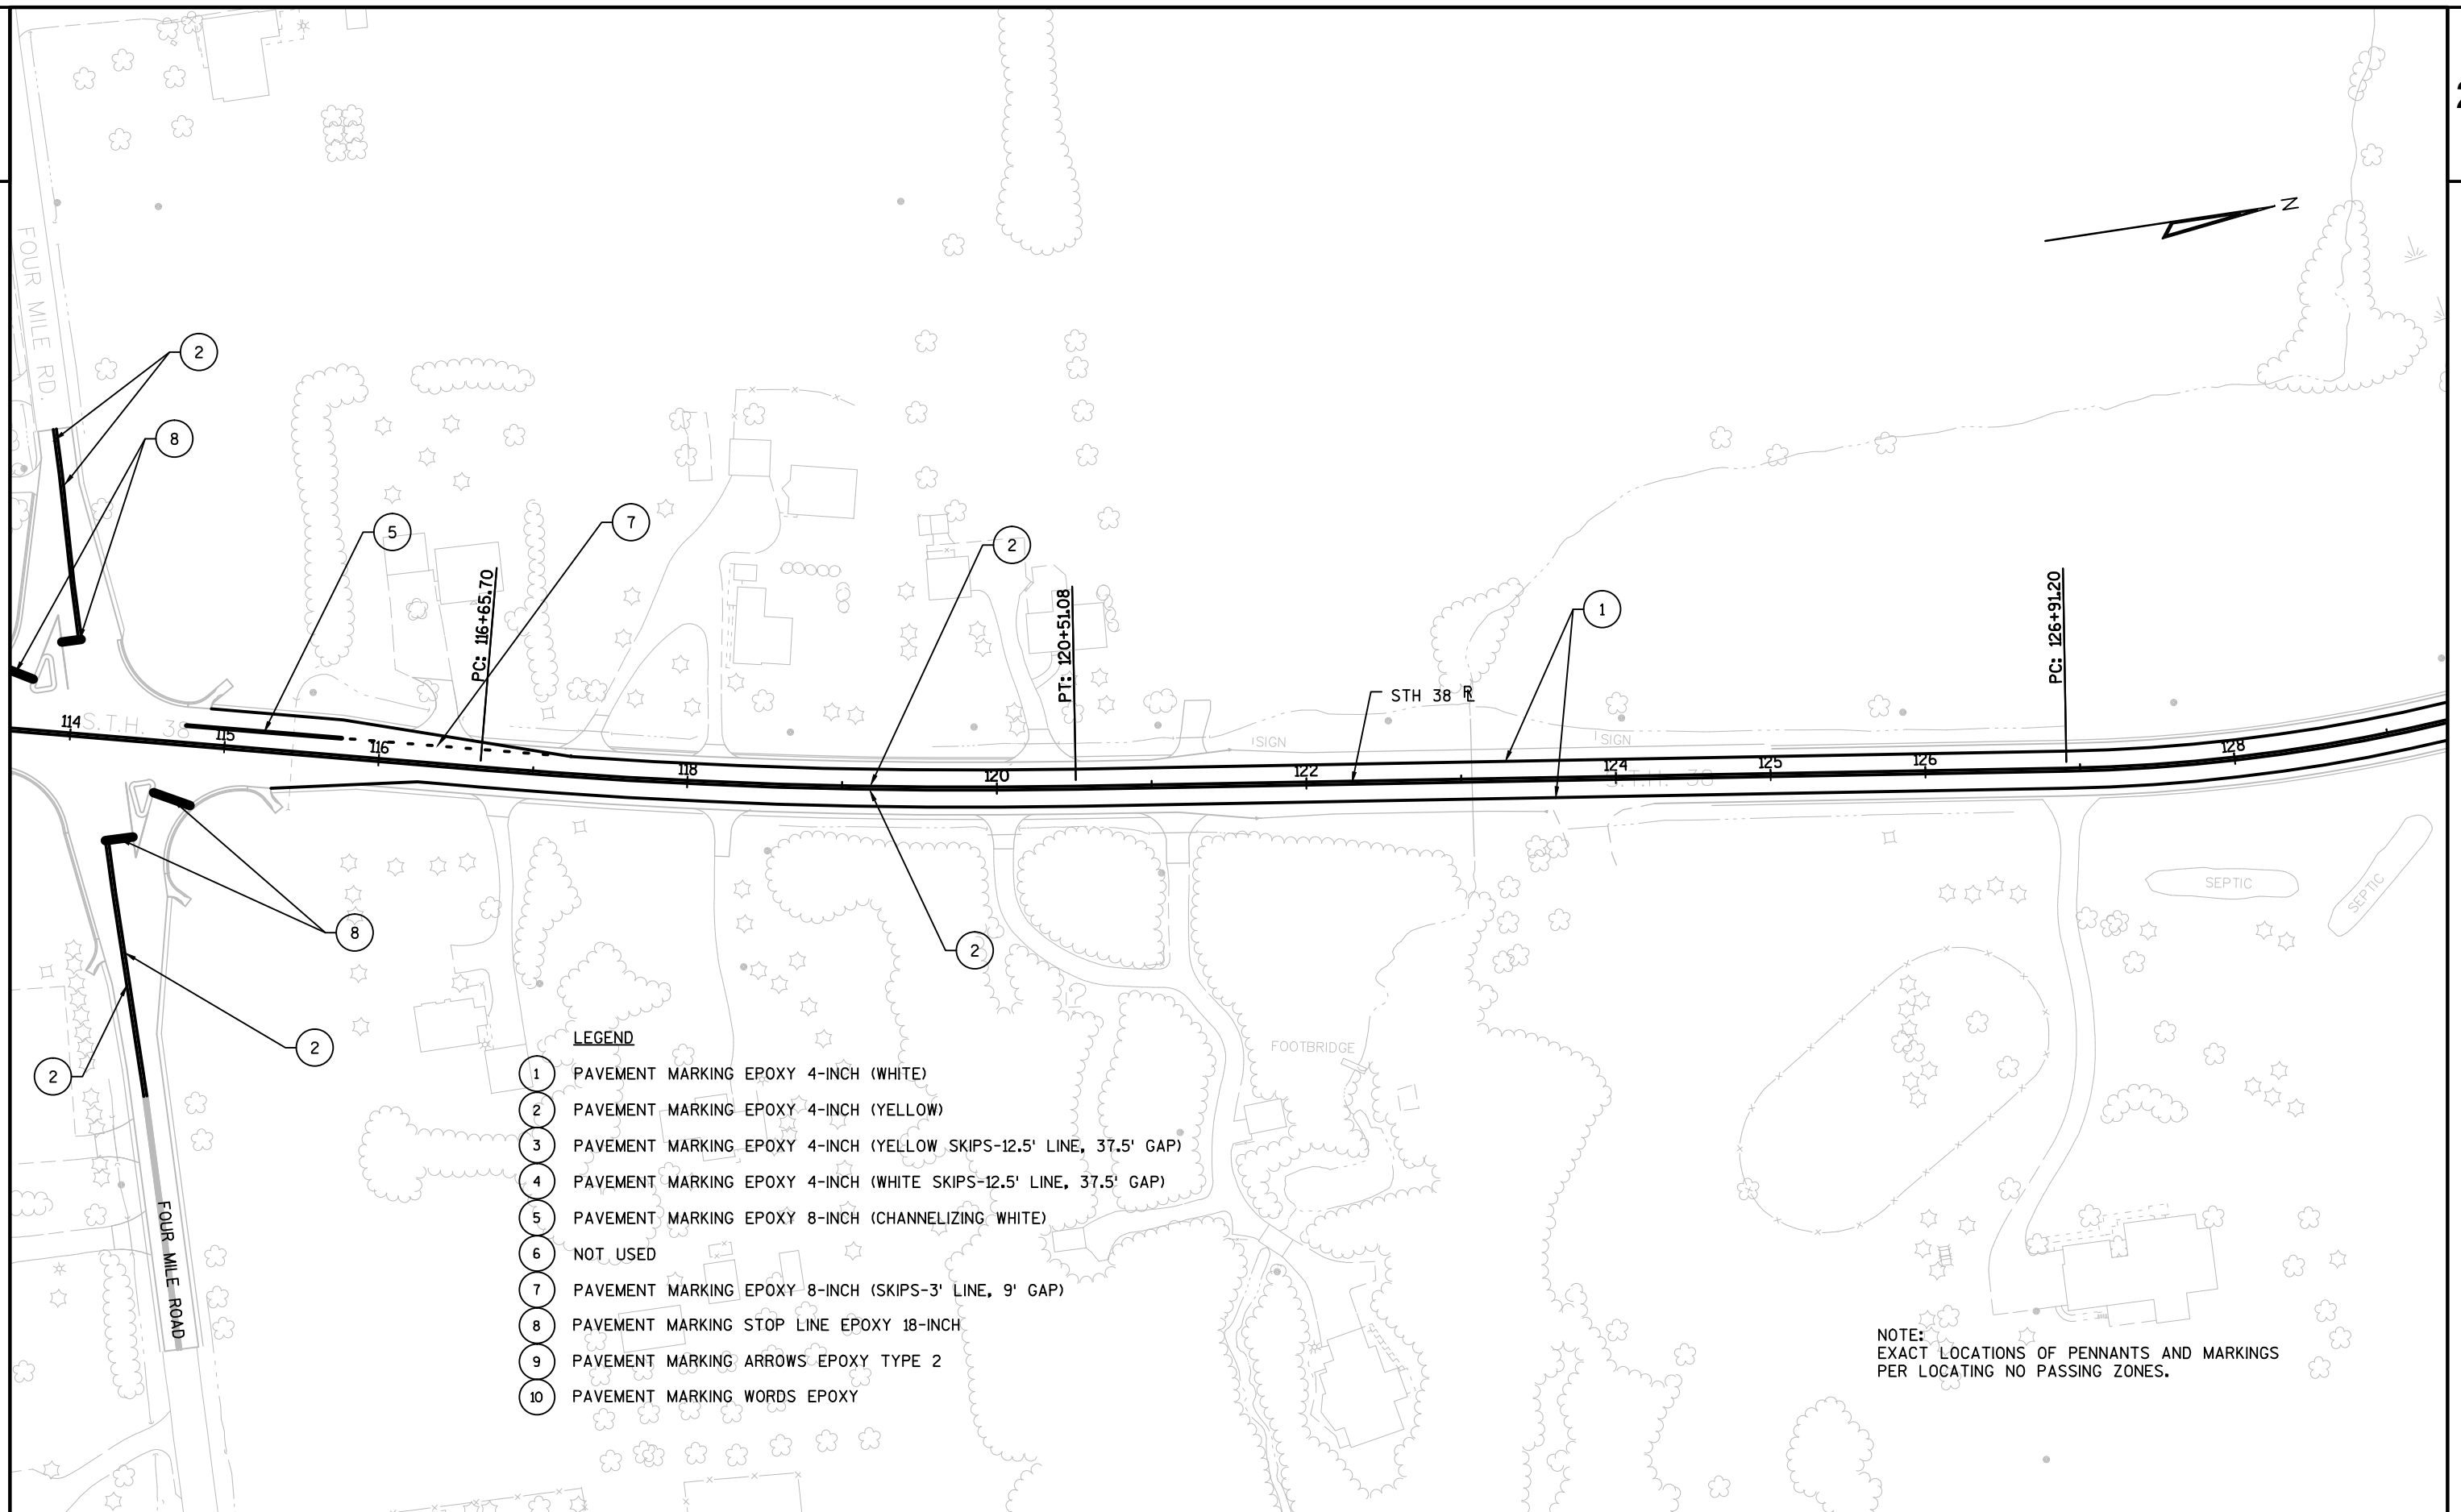 FOUR MILE RD.
2
8
5
7
2
1
N
PC: 116+65.70
PT: 120+51.08
PC: 126+91.20
STH 38 R/L
S.T.H. 38
114
115
116
118
120
122
124
125
126
128
SIGN
SIGN
S.T.H. 38
8
2
2
2
SEPTIC
SEPTIC
FOOTBRIDGE
FOUR MILE ROAD
LEGEND
1 PAVEMENT MARKING EPOXY 4-INCH (WHITE)
2 PAVEMENT MARKING EPOXY 4-INCH (YELLOW)
3 PAVEMENT MARKING EPOXY 4-INCH (YELLOW SKIPS-12.5' LINE, 37.5' GAP)
4 PAVEMENT MARKING EPOXY 4-INCH (WHITE SKIPS-12.5' LINE, 37.5' GAP)
5 PAVEMENT MARKING EPOXY 8-INCH (CHANNELIZING WHITE)
6 NOT USED
7 PAVEMENT MARKING EPOXY 8-INCH (SKIPS-3' LINE, 9' GAP)
8 PAVEMENT MARKING STOP LINE EPOXY 18-INCH
9 PAVEMENT MARKING ARROWS EPOXY TYPE 2
10 PAVEMENT MARKING WORDS EPOXY
NOTE:
EXACT LOCATIONS OF PENNANTS AND MARKINGS
PER LOCATING NO PASSING ZONES.